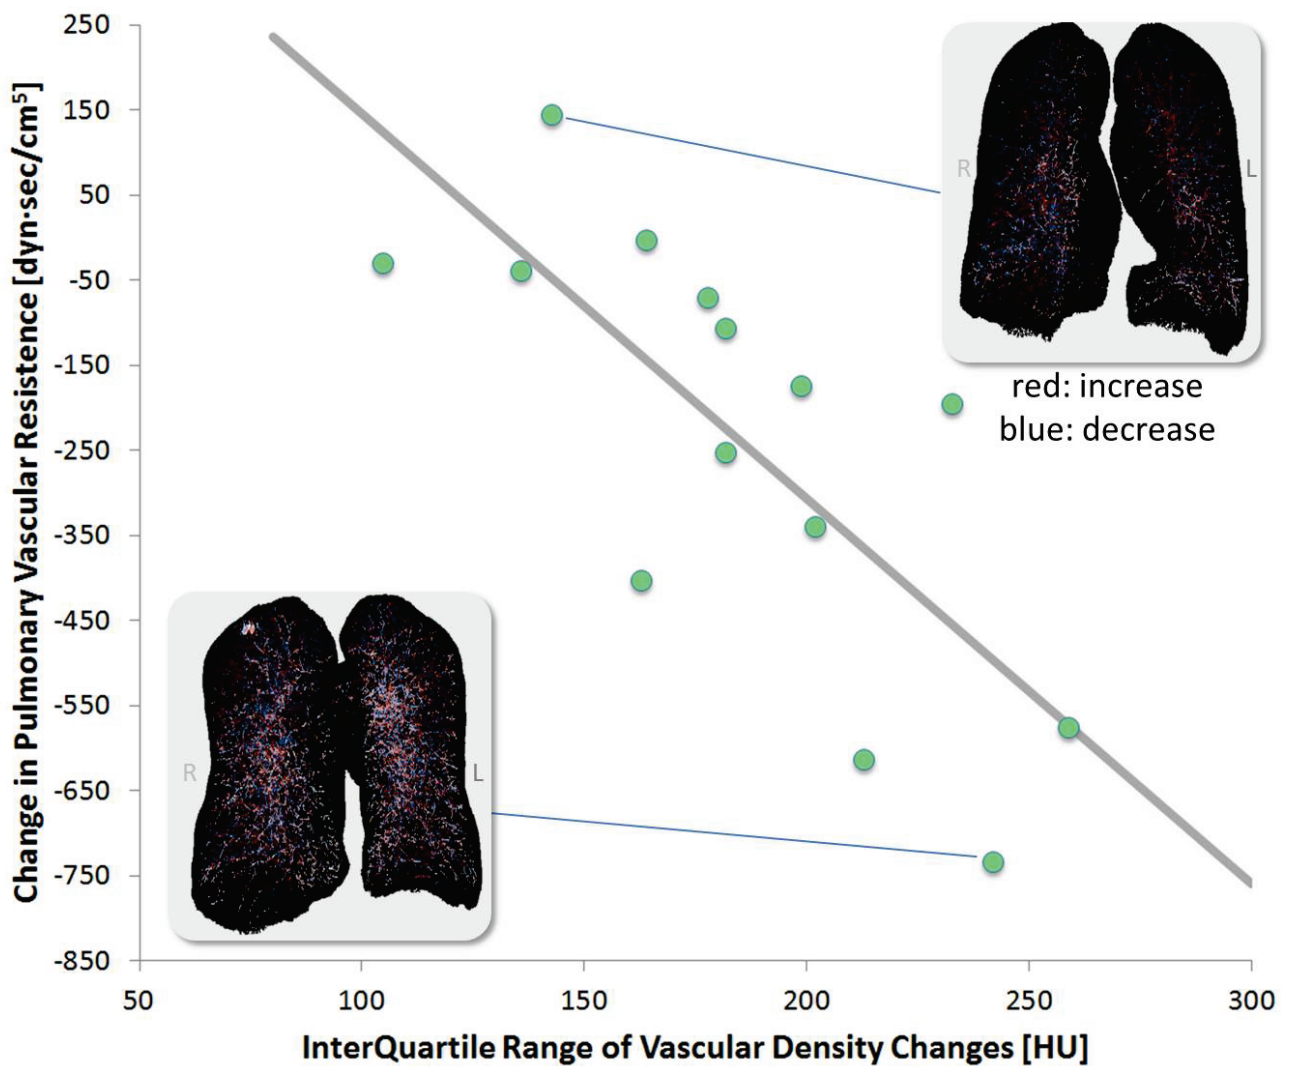 Change in Pulmonary Vascular Resistence [dyn·sec/cm⁵]
250
150
50
-50
-150
-250
-350
-450
-550
-650
-750
-850
R
L
red: increase
blue: decrease
R
L
50
100
150
200
250
300
InterQuartile Range of Vascular Density Changes [HU]